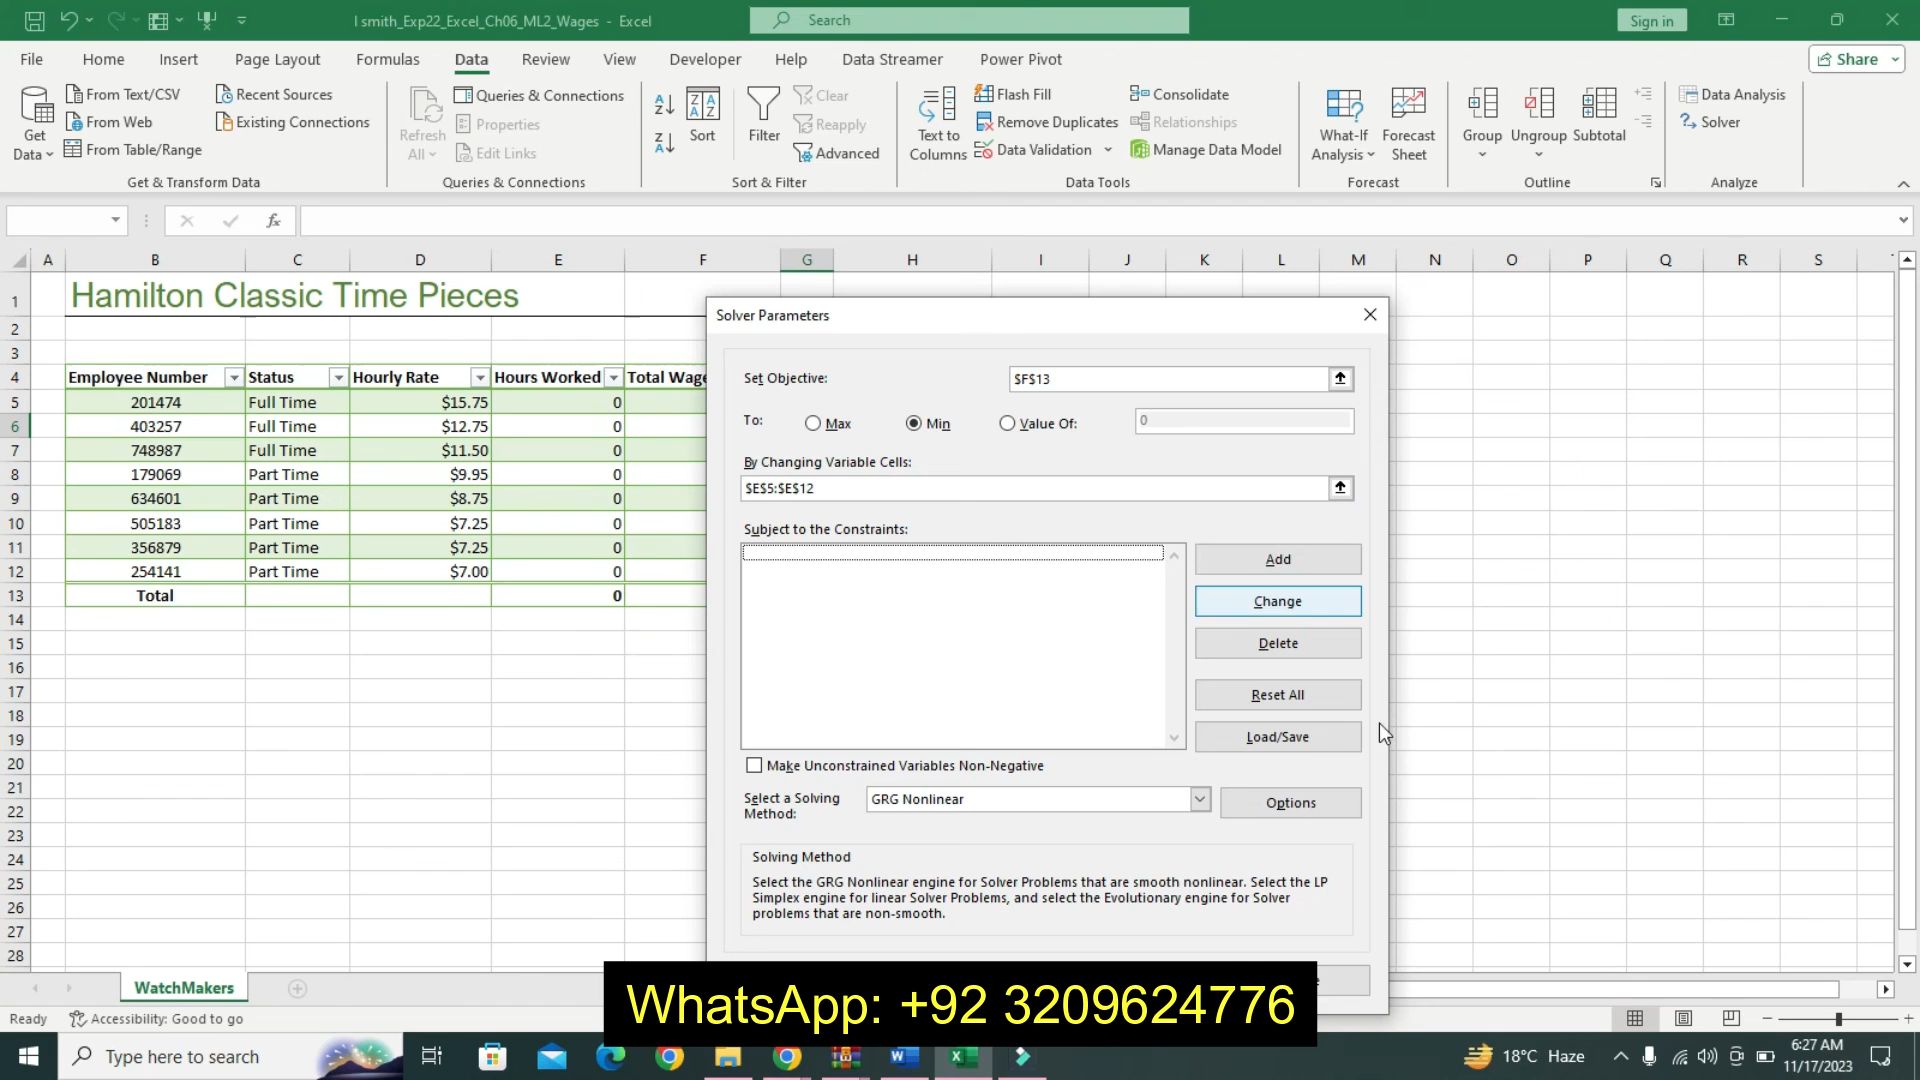 I smith_Exp22_Excel_Ch06_ML2_Wages - Excel
Search
Sign in
File Home Insert Page Layout Formulas Data Review View Developer Help Data Streamer Power Pivot
Share
Get Data
From Text/CSV
From Web
From Table/Range
Recent Sources
Existing Connections
Get & Transform Data
Refresh All
Queries & Connections
Properties
Edit Links
Queries & Connections
Sort
Filter
Clear
Reapply
Advanced
Sort & Filter
Text to Columns
Flash Fill
Remove Duplicates
Data Validation
Consolidate
Relationships
Manage Data Model
Data Tools
What-If Analysis
Forecast Sheet
Forecast
Group
Ungroup
Subtotal
Outline
Data Analysis
Solver
Analyze
fx
A B C D E F G H I J K L M N O P Q R S
1 Hamilton Classic Time Pieces
2
3
4 Employee Number Status Hourly Rate Hours Worked Total Wage
5 201474 Full Time $15.75 0
6 403257 Full Time $12.75 0
7 748987 Full Time $11.50 0
8 179069 Part Time $9.95 0
9 634601 Part Time $8.75 0
10 505183 Part Time $7.25 0
11 356879 Part Time $7.25 0
12 254141 Part Time $7.00 0
13 Total 0
14
15
16
17
18
19
20
21
22
23
24
25
26
27
28
Solver Parameters
Set Objective: $F$13
To: Max Min Value Of: 0
By Changing Variable Cells:
$E$5:$E$12
Subject to the Constraints:
Add
Change
Delete
Reset All
Load/Save
Make Unconstrained Variables Non-Negative
Select a Solving Method: GRG Nonlinear Options
Solving Method
Select the GRG Nonlinear engine for Solver Problems that are smooth nonlinear. Select the LP
Simplex engine for linear Solver Problems, and select the Evolutionary engine for Solver
problems that are non-smooth.
WhatsApp: +92 3209624776
WatchMakers
Ready Accessibility: Good to go
Type here to search
18°C Haze
6:27 AM
11/17/2023